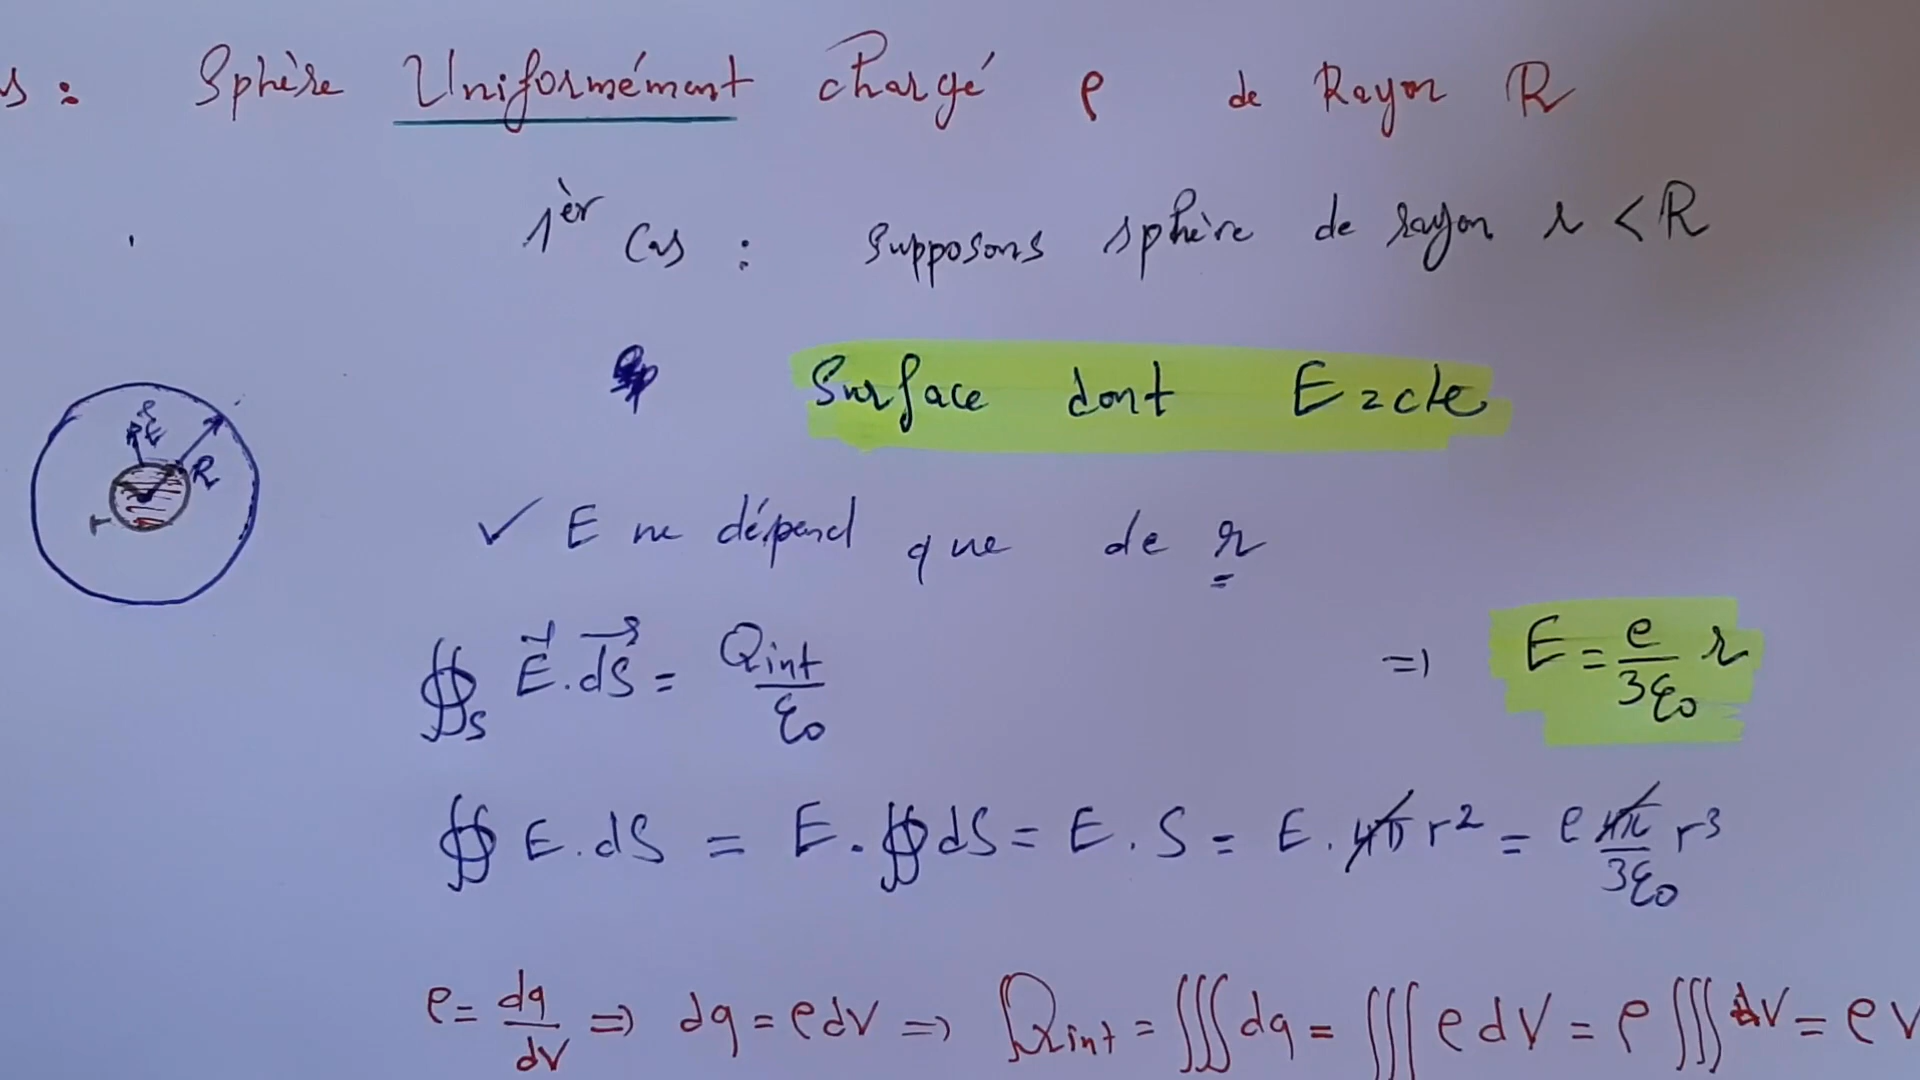 s : Sphère Uniformément chargé ρ de Rayon R
1èr Cas : supposons sphère de rayon r < R
Surface dont E = cte
✓ E ne dépend que de r
R
r
∯S E⃗.dS⃗ = Qint/ε0 => E = ρ/3ε0 r
∯ E.dS = E.∯dS = E.S = E.4π r² = ρ 4π/3ε0 r³
ρ = dq/dV => dq = ρdV => Qint = ∭dq = ∭ρdV = ρ∭dV = ρV